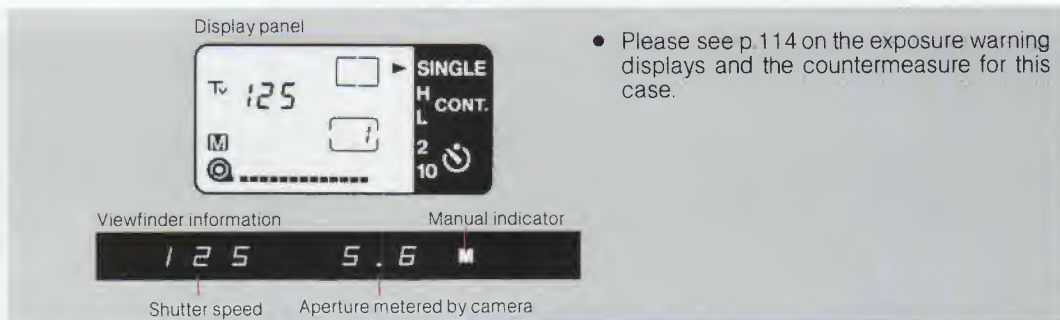 Display panel
SINGLE
Tv 125
H
CONT.
L
1
M
2
10
Viewfinder information Manual indicator
125 5.6 M
Shutter speed Aperture metered by camera
● Please see p.114 on the exposure warning
displays and the countermeasure for this
case.